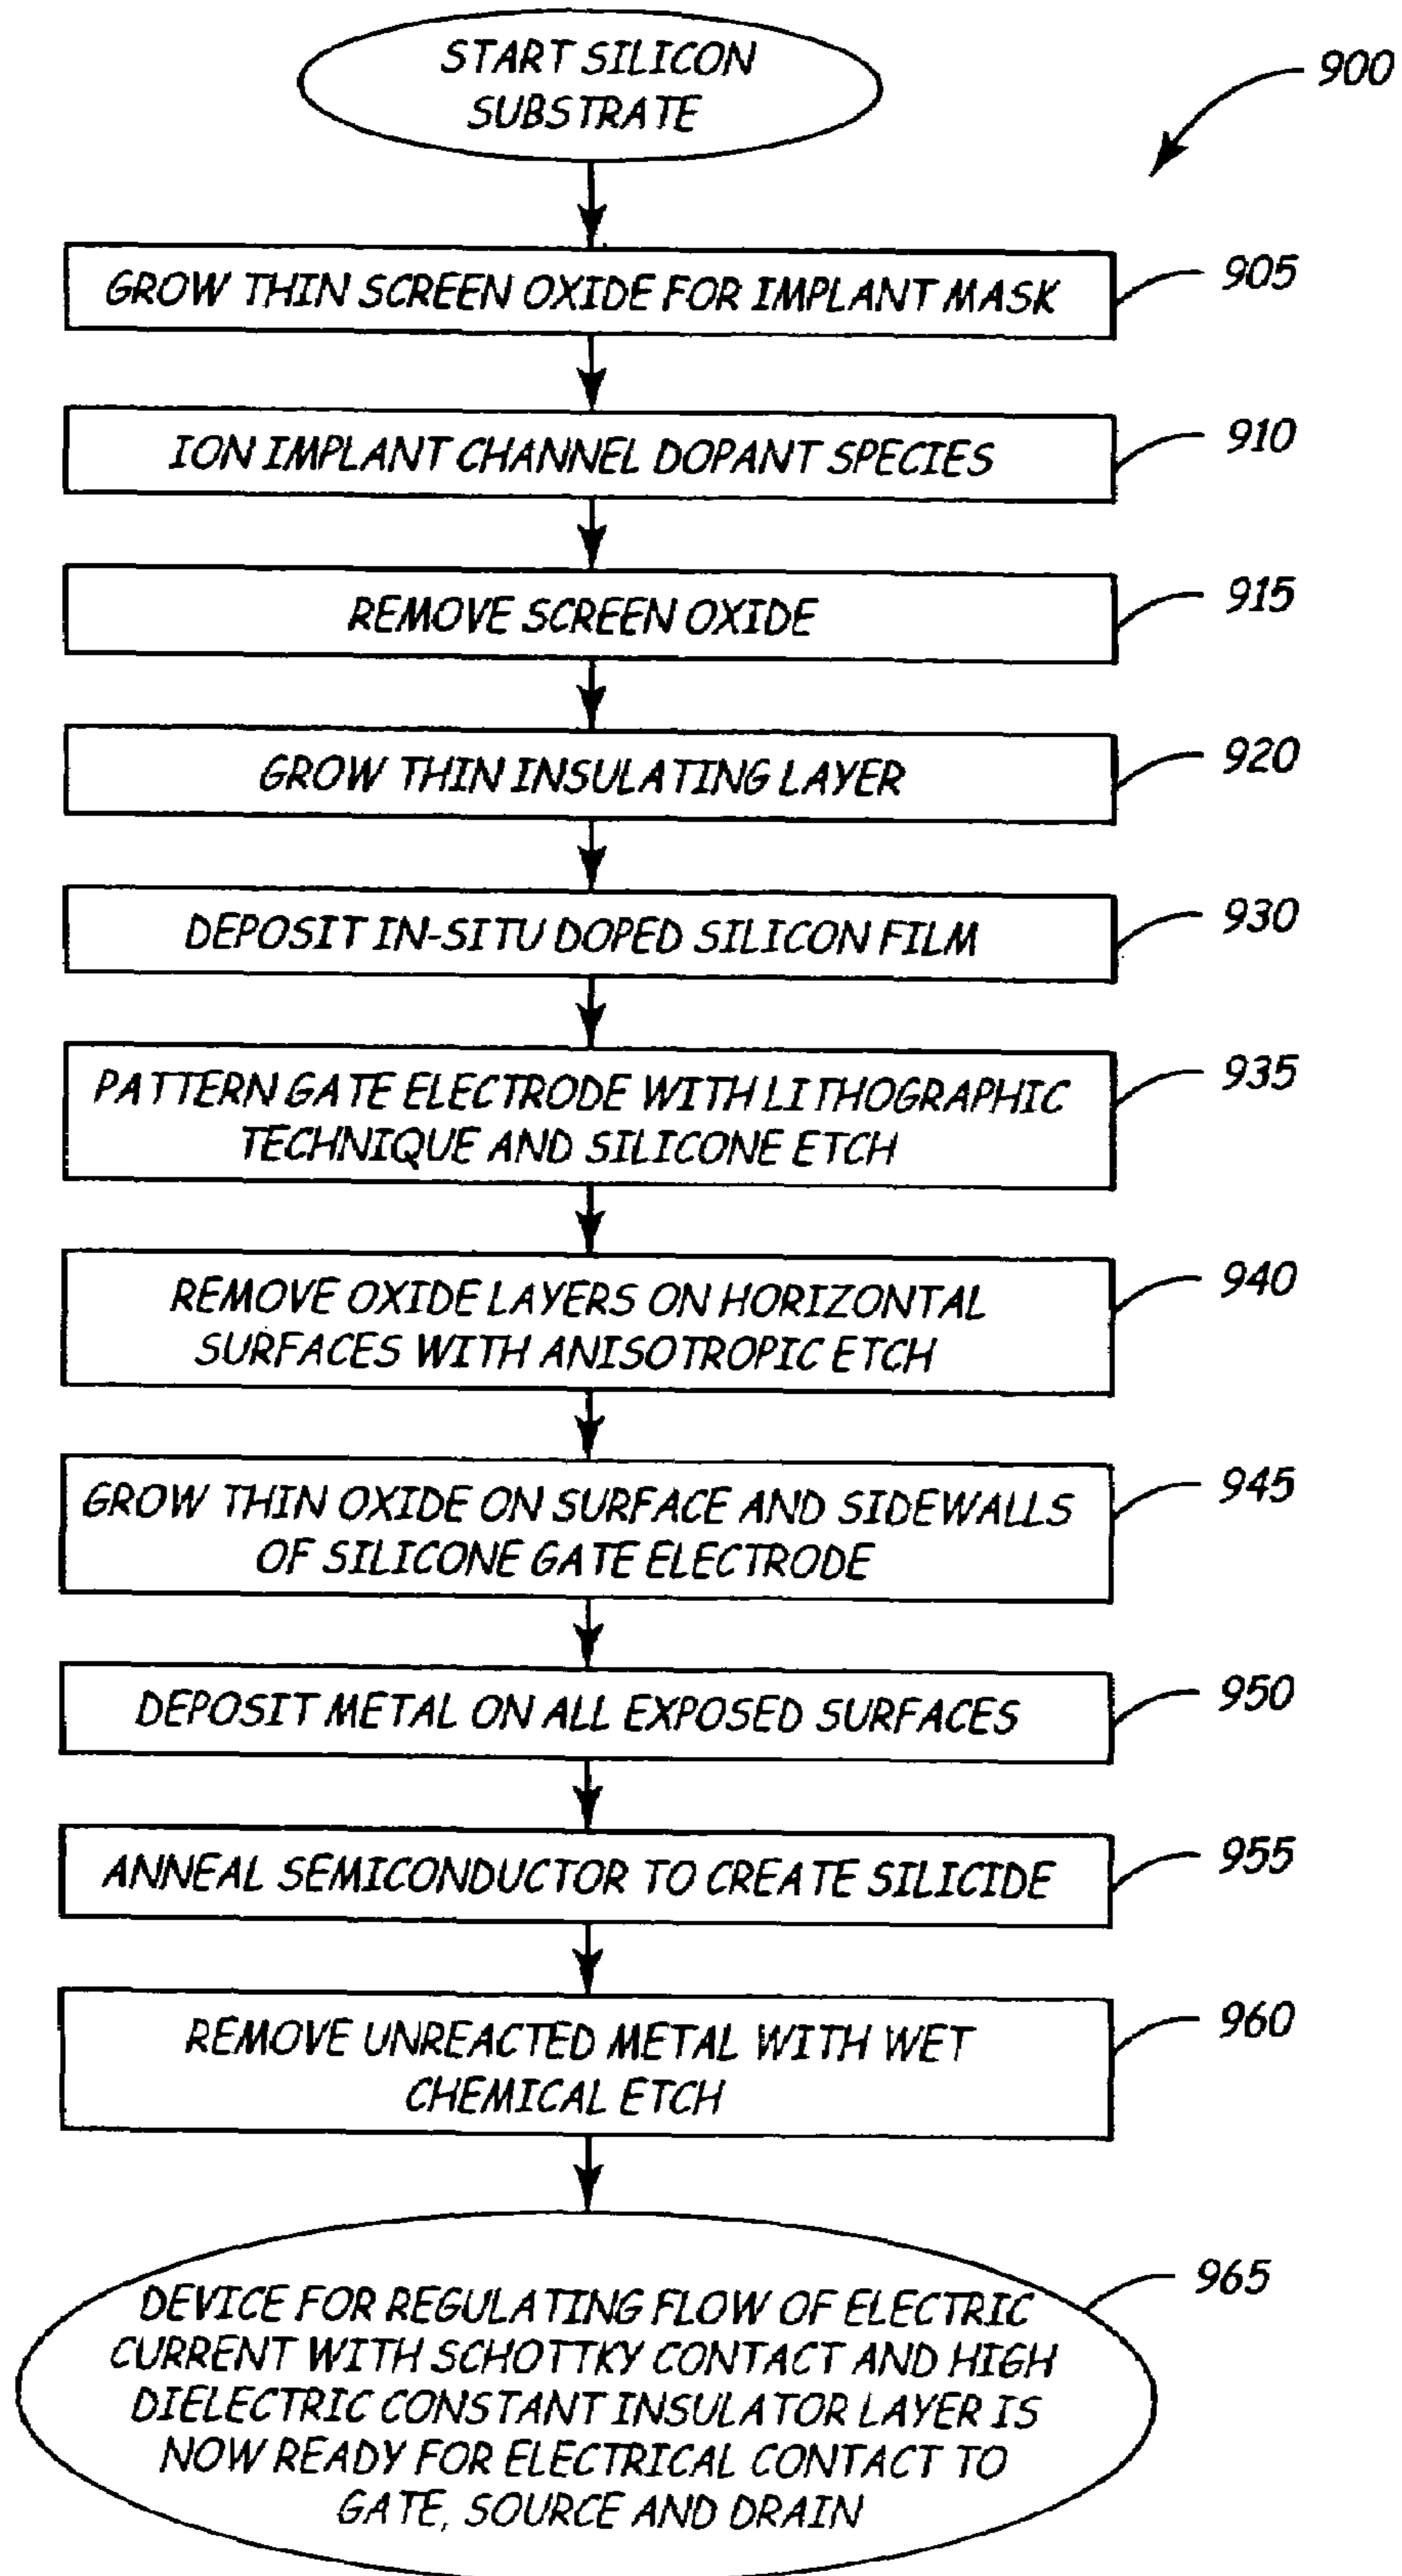 START SILICON
SUBSTRATE
900
GROW THIN SCREEN OXIDE FOR IMPLANT MASK
905
ION IMPLANT CHANNEL DOPANT SPECIES
910
REMOVE SCREEN OXIDE
915
GROW THIN INSULATING LAYER
920
DEPOSIT IN-SITU DOPED SILICON FILM
930
PATTERN GATE ELECTRODE WITH LITHOGRAPHIC
TECHNIQUE AND SILICONE ETCH
935
REMOVE OXIDE LAYERS ON HORIZONTAL
SURFACES WITH ANISOTROPIC ETCH
940
GROW THIN OXIDE ON SURFACE AND SIDEWALLS
OF SILICONE GATE ELECTRODE
945
DEPOSIT METAL ON ALL EXPOSED SURFACES
950
ANNEAL SEMICONDUCTOR TO CREATE SILICIDE
955
REMOVE UNREACTED METAL WITH WET
CHEMICAL ETCH
960
DEVICE FOR REGULATING FLOW OF ELECTRIC
CURRENT WITH SCHOTTKY CONTACT AND HIGH
DIELECTRIC CONSTANT INSULATOR LAYER IS
NOW READY FOR ELECTRICAL CONTACT TO
GATE, SOURCE AND DRAIN
965